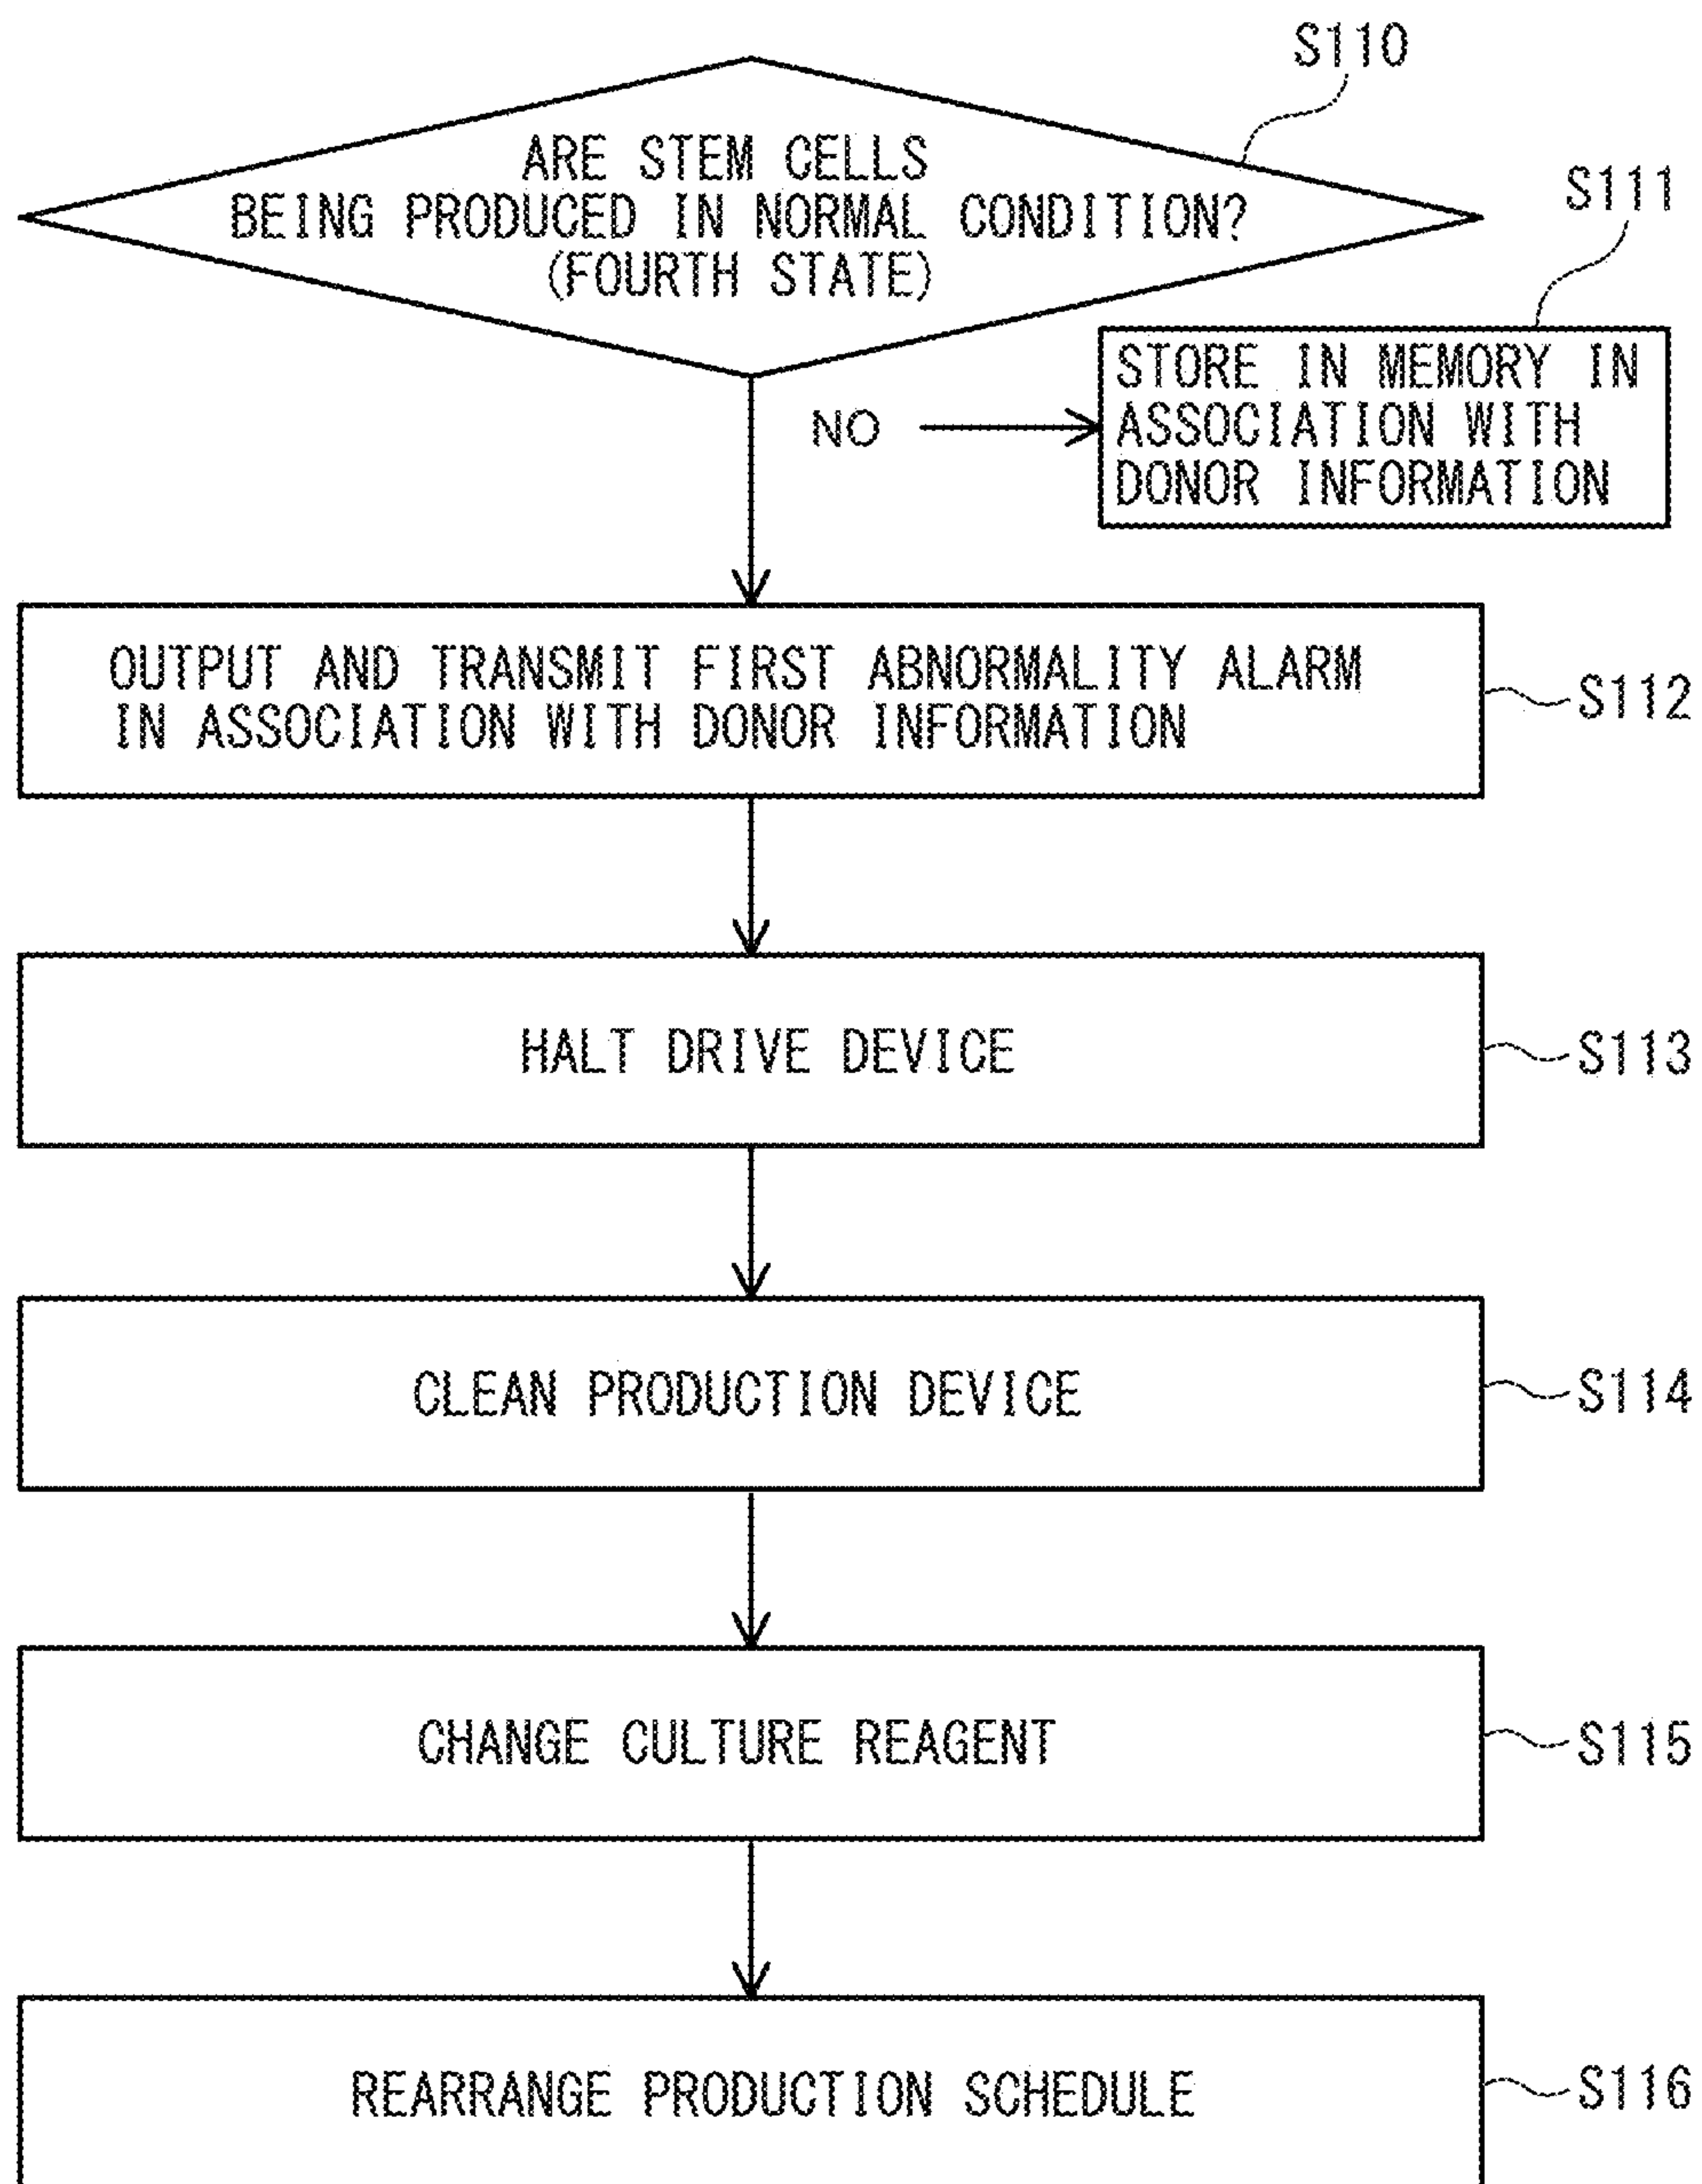 S110
ARE STEM CELLS
BEING PRODUCED IN NORMAL CONDITION?
(FOURTH STATE)
S111
STORE IN MEMORY IN
ASSOCIATION WITH
DONOR INFORMATION
NO
OUTPUT AND TRANSMIT FIRST ABNORMALITY ALARM
IN ASSOCIATION WITH DONOR INFORMATION
S112
HALT DRIVE DEVICE
S113
CLEAN PRODUCTION DEVICE
S114
CHANGE CULTURE REAGENT
S115
REARRANGE PRODUCTION SCHEDULE
S116